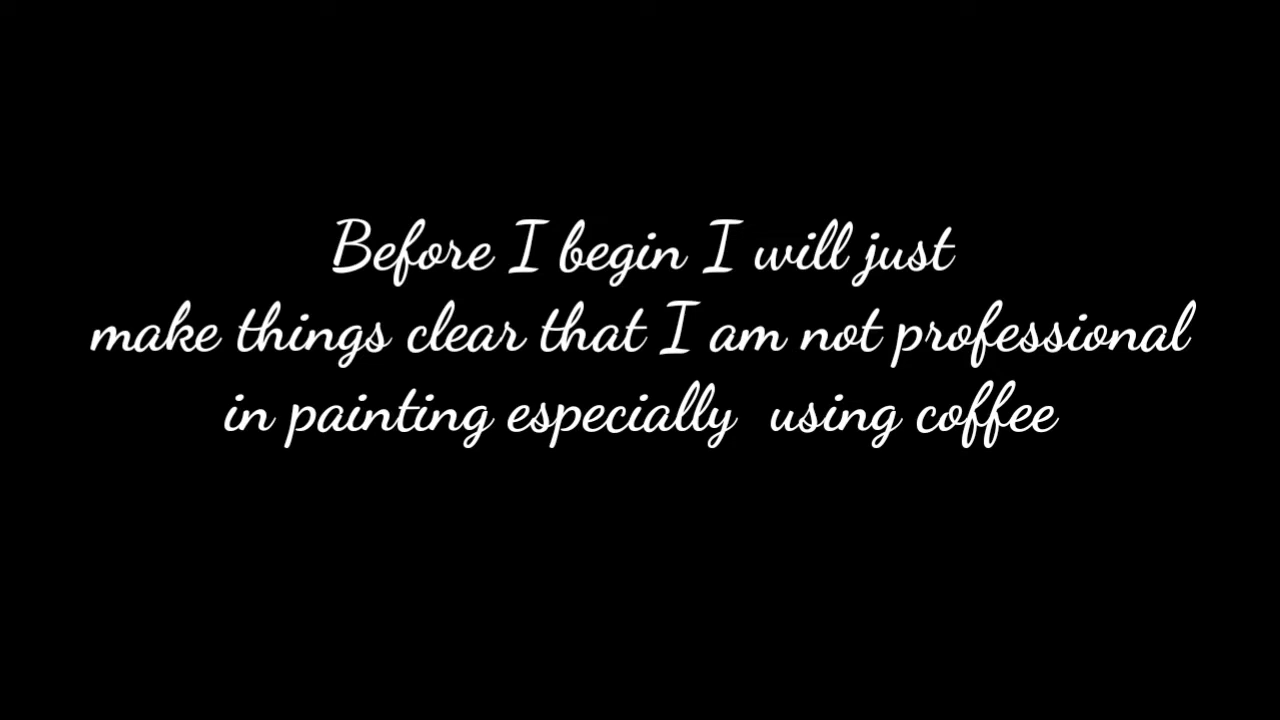 Before I begin I will just
make things clear that I am not professional
in painting especially  using coffee